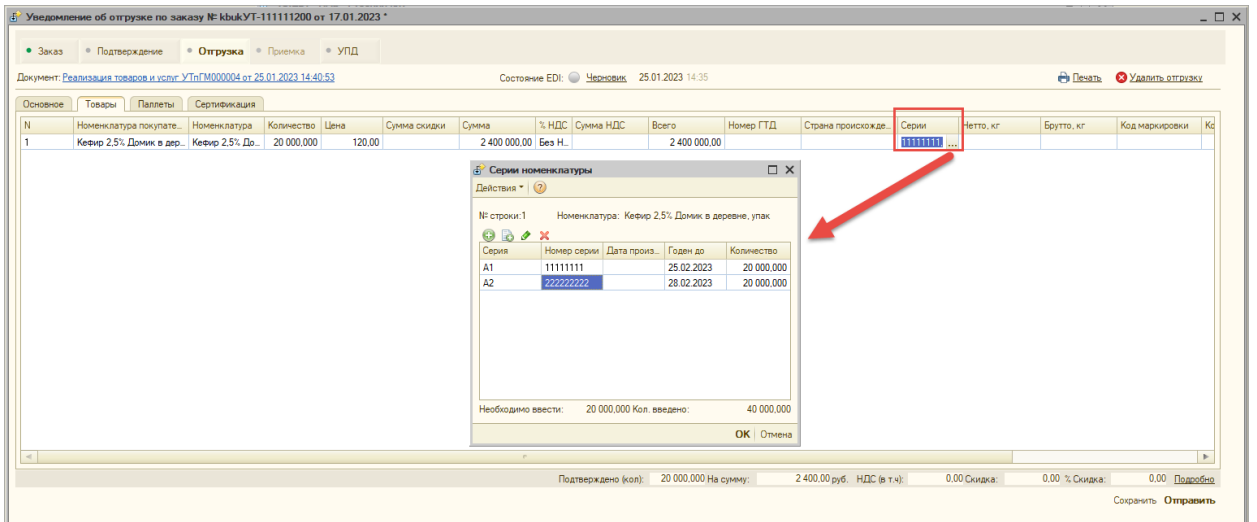 Уведомление об отгрузке по заказу № kbukУТ-111111200 от 17.01.2023 *
Заказ Подтверждение Отгрузка Приемка УПД
Документ: Реализация товаров и услуг УТпГМ000004 от 25.01.2023 14:40:53 Состояние EDI: Черновик 25.01.2023 14:35 Печать Удалить отгрузку
Основное Товары Паллеты Сертификация
N Номенклатура покупате... Номенклатура Количество Цена Сумма скидки Сумма % НДС Сумма НДС Всего Номер ГТД Страна происхожде... Серии Нетто, кг Брутто, кг Код маркировки Кс
1 Кефир 2,5% Домик в дер... Кефир 2,5% До... 20 000,000 120,00 2 400 000,00 Без Н... 2 400 000,00 11111111, ...
Серии номенклатуры
Действия
№ строки:1 Номенклатура: Кефир 2,5% Домик в деревне, упак
Серия Номер серии Дата произ... Годен до Количество
А1 11111111 25.02.2023 20 000,000
А2 222222222 28.02.2023 20 000,000
Необходимо ввести: 20 000,000 Кол. введено: 40 000,000
OK Отмена
Подтверждено (кол): 20 000,000 На сумму: 2 400,00 руб. НДС (в т.ч): 0,00 Скидка: 0,00 % Скидка: 0,00 Подробно
Сохранить Отправить